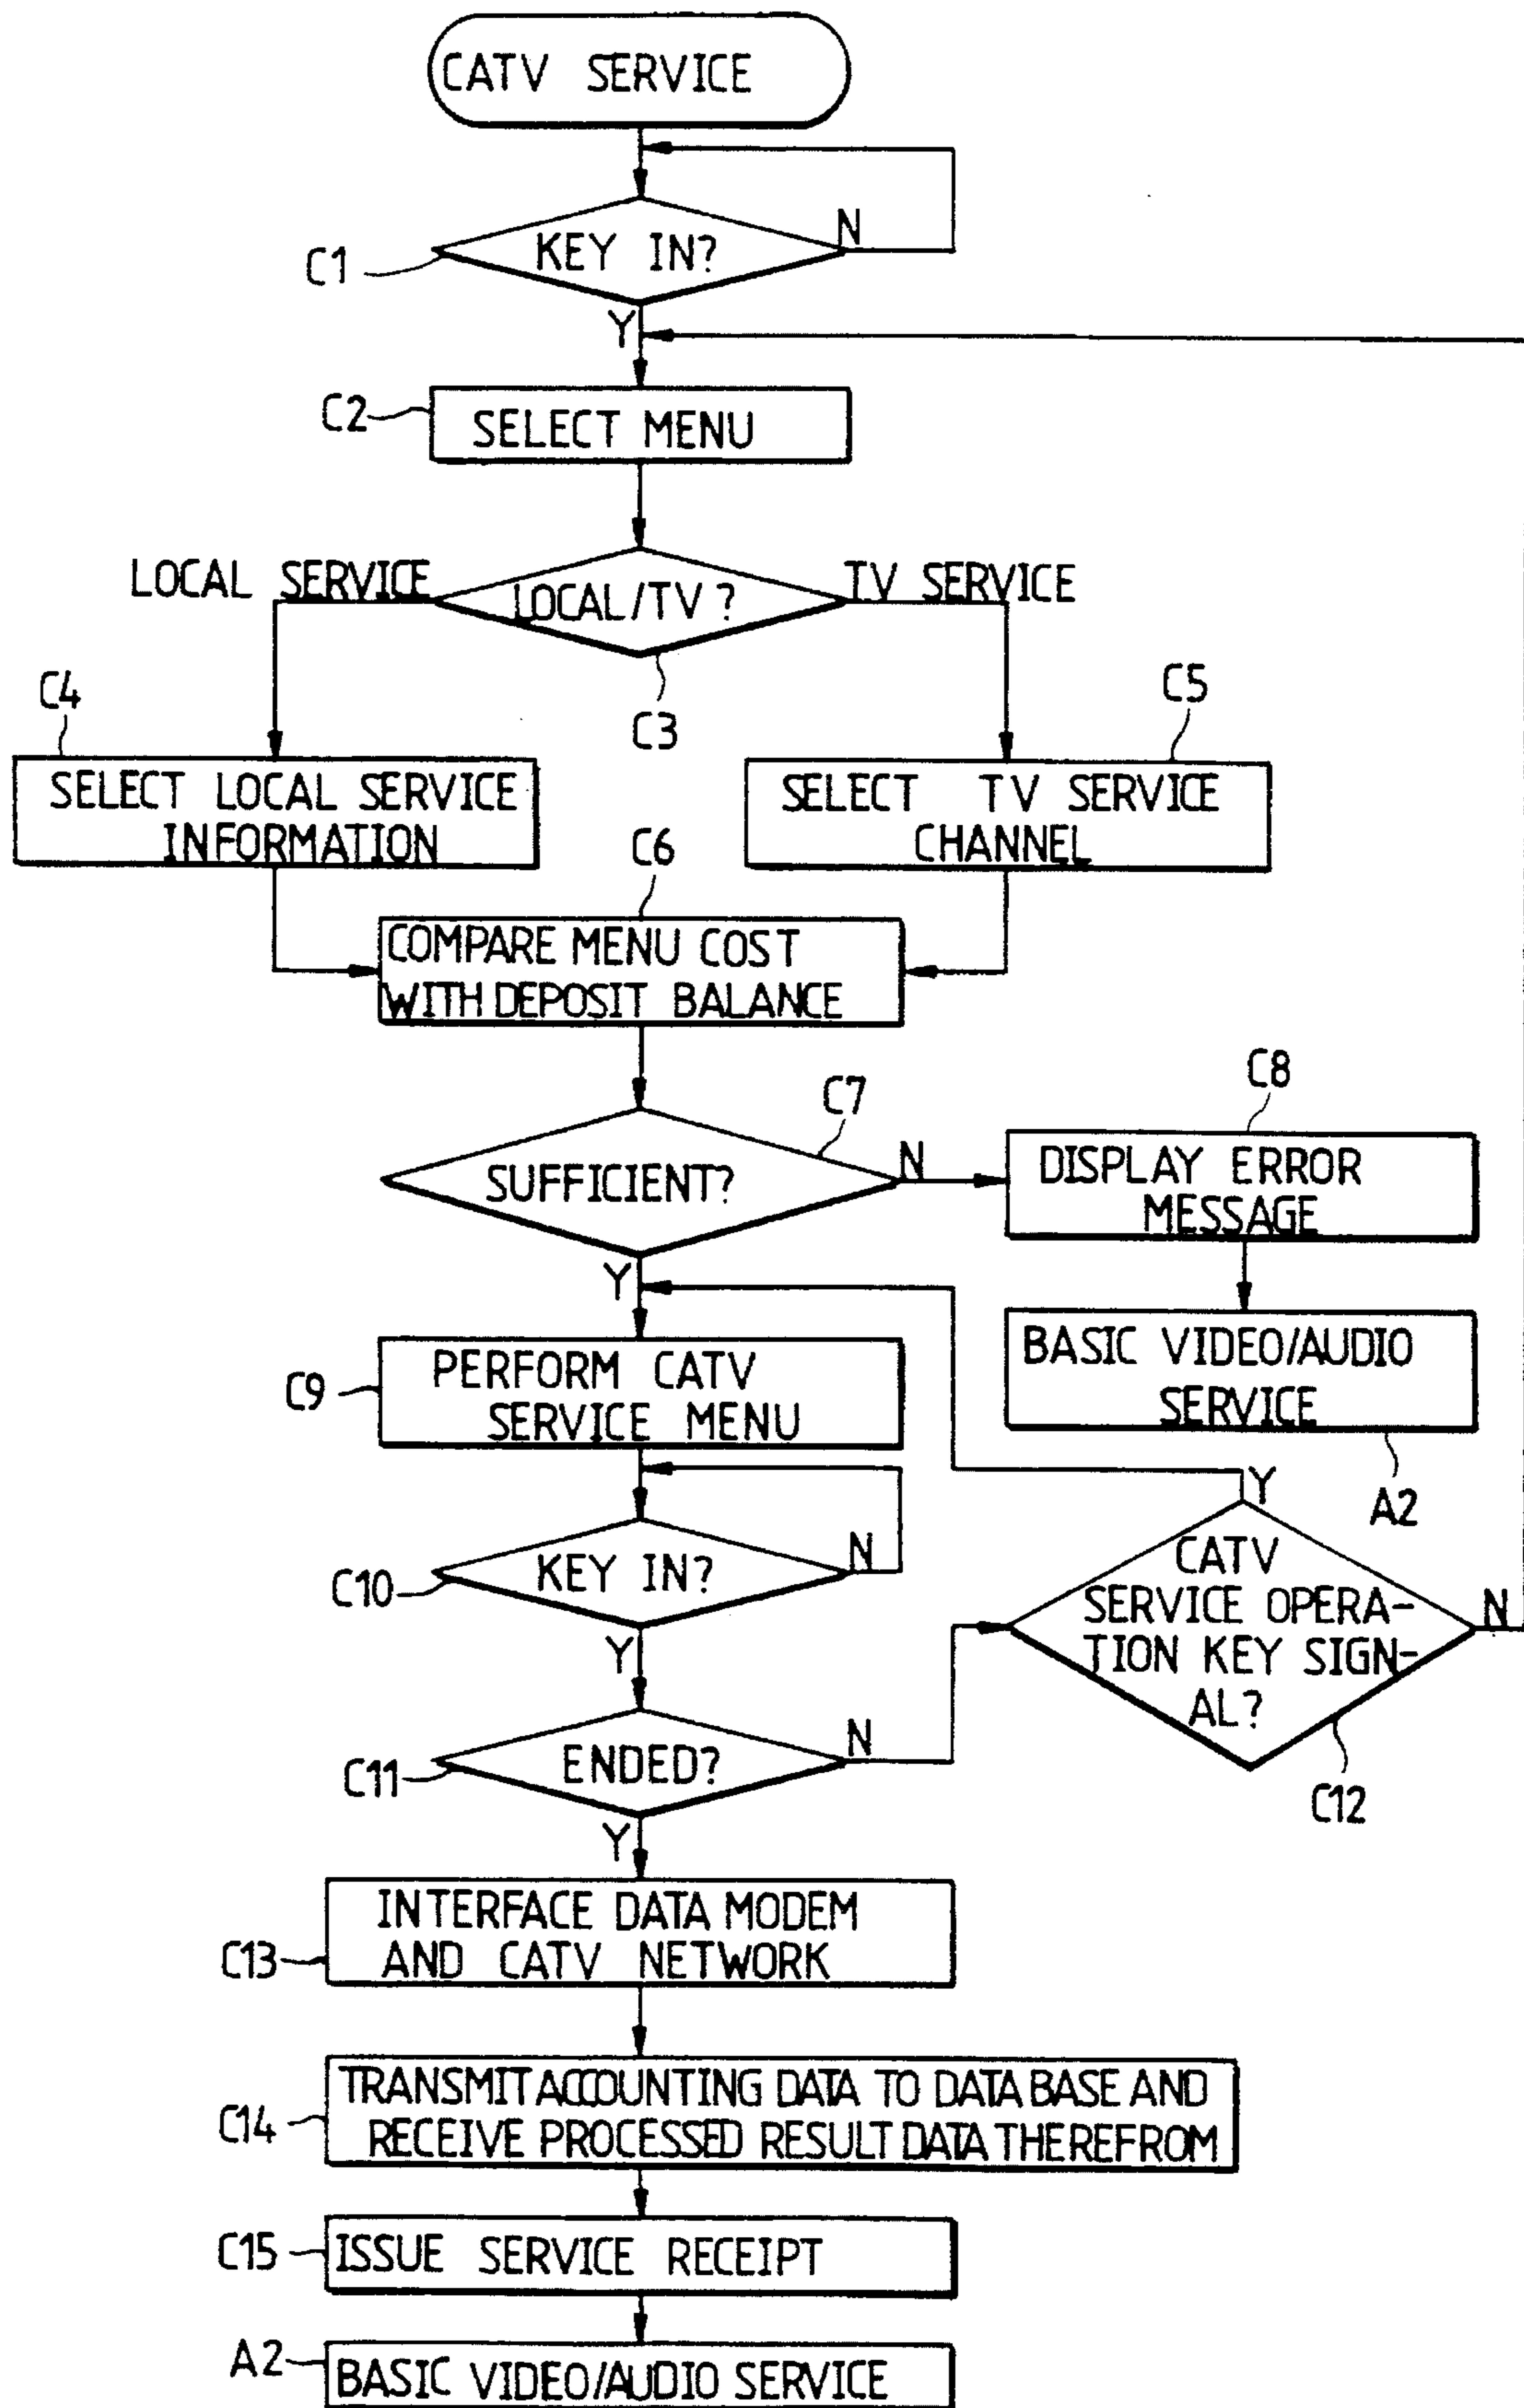 CATV SERVICE
N
C1
KEY IN?
Y
C2
SELECT MENU
LOCAL SERVICE
LOCAL/TV?
TV SERVICE
C3
C4
SELECT LOCAL SERVICE
INFORMATION
C5
SELECT TV SERVICE
CHANNEL
C6
COMPARE MENU COST
WITH DEPOSIT BALANCE
C7
SUFFICIENT?
N
C8
DISPLAY ERROR
MESSAGE
Y
BASIC VIDEO/AUDIO
SERVICE
A2
C9
PERFORM CATV
SERVICE MENU
C10
KEY IN?
N
Y
Y
CATV
SERVICE OPERA-
TION KEY SIGN-
AL?
N
C12
C11
ENDED?
N
Y
C13
INTERFACE DATA MODEM
AND CATV NETWORK
C14
TRANSMIT ACCOUNTING DATA TO DATA BASE AND
RECEIVE PROCESSED RESULT DATA THEREFROM
C15
ISSUE SERVICE RECEIPT
A2
BASIC VIDEO/AUDIO SERVICE